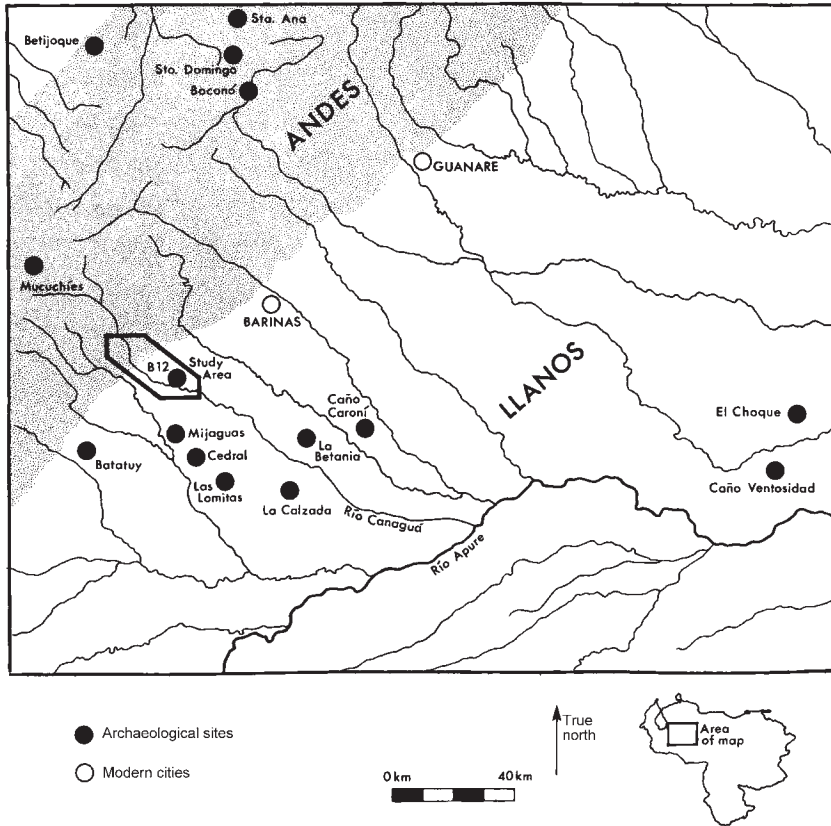 Sta. Ana
Betijoque
Sto. Domingo
Boconó
ANDES
GUANARE
Mucuchíes
BARINAS
B12
Study
Area
LLANOS
Caño
Caroní
El Choque
Mijaguas
La
Betania
Cedral
Batatuy
Las
Lomitas
La Calzada
Caño Ventosidad
Río Canaguá
Río Apure
Archaeological sites
Modern cities
True
north
0 km
40 km
Area
of map